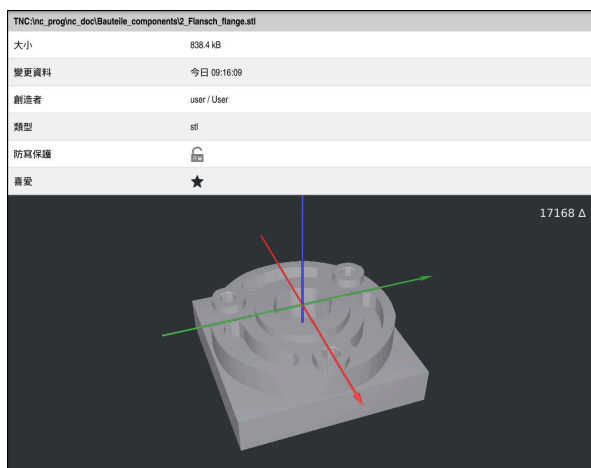 TNC:\nc_prog\nc_doc\Bauteile_components\2_Flansch_flange.stl
大小 838.4 kB
變更資料 今日 09:16:09
創造者 user / User
類型 stl
防寫保護 RW
喜愛
17168 Δ